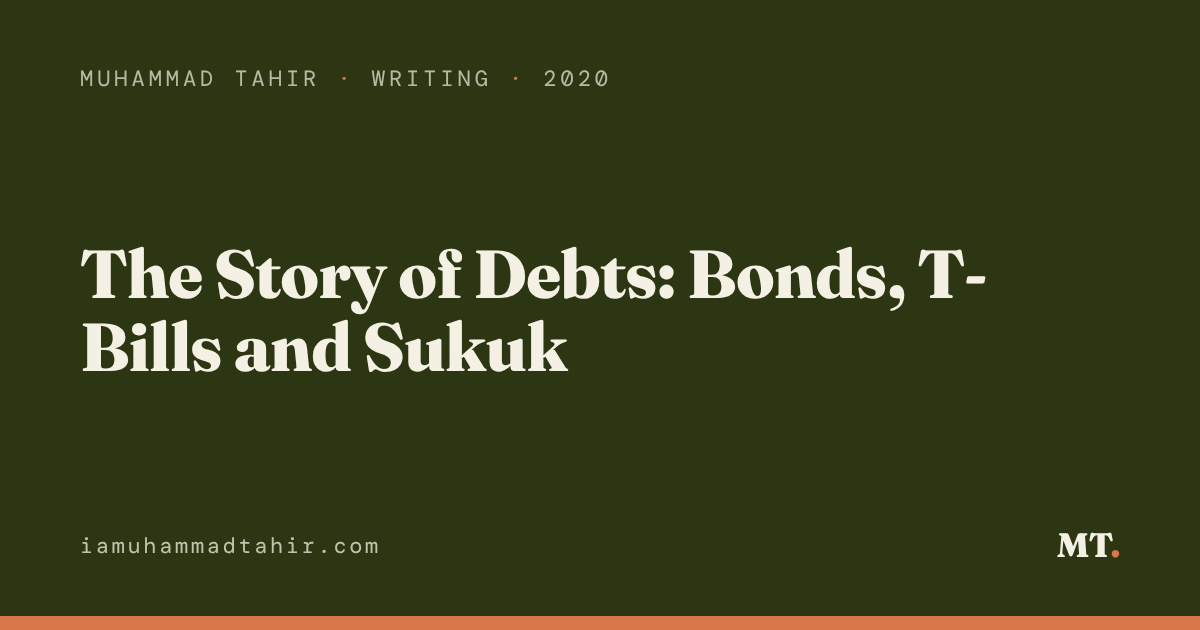 MUHAMMAD TAHIR · WRITING · 2020
The Story of Debts: Bonds, T-
Bills and Sukuk
iamuhammadtahir.com
MT.